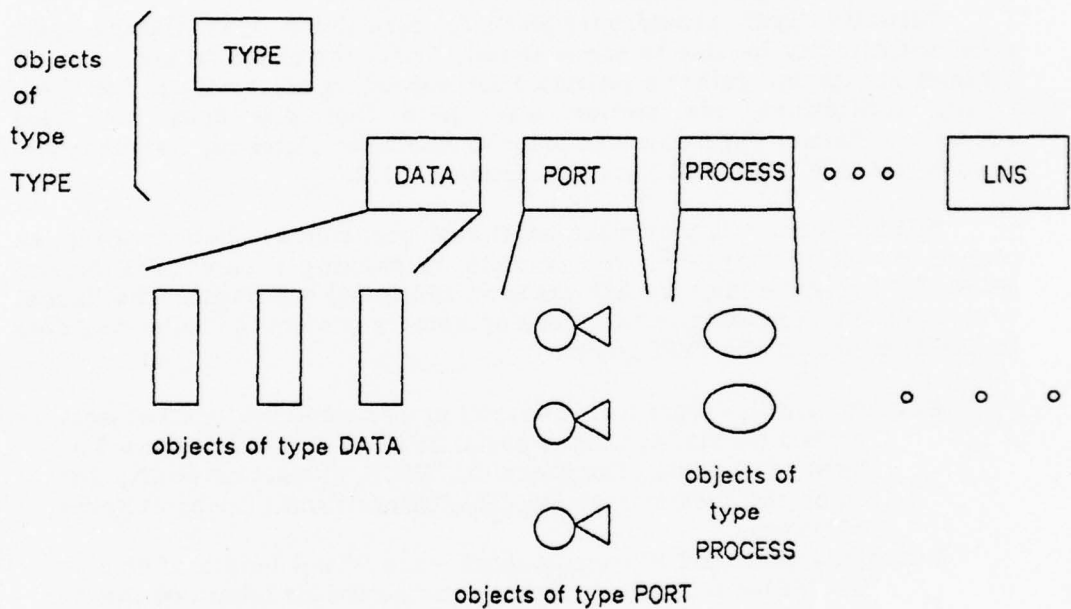 objects
of
type
TYPE
TYPE
DATA
PORT
PROCESS
LNS
objects of type DATA
objects of
type
PROCESS
objects of type PORT